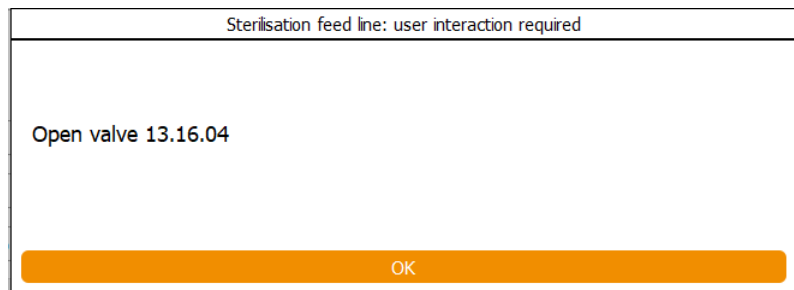 Sterilisation feed line: user interaction required
Open valve 13.16.04
OK